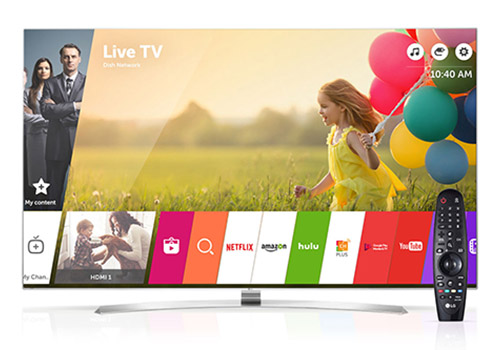 Live TV
Dish Network
10:40 AM
My content
My Chan.
HDMI 1
NETFLIX
amazon
hulu
PLUS
YouTube
LG